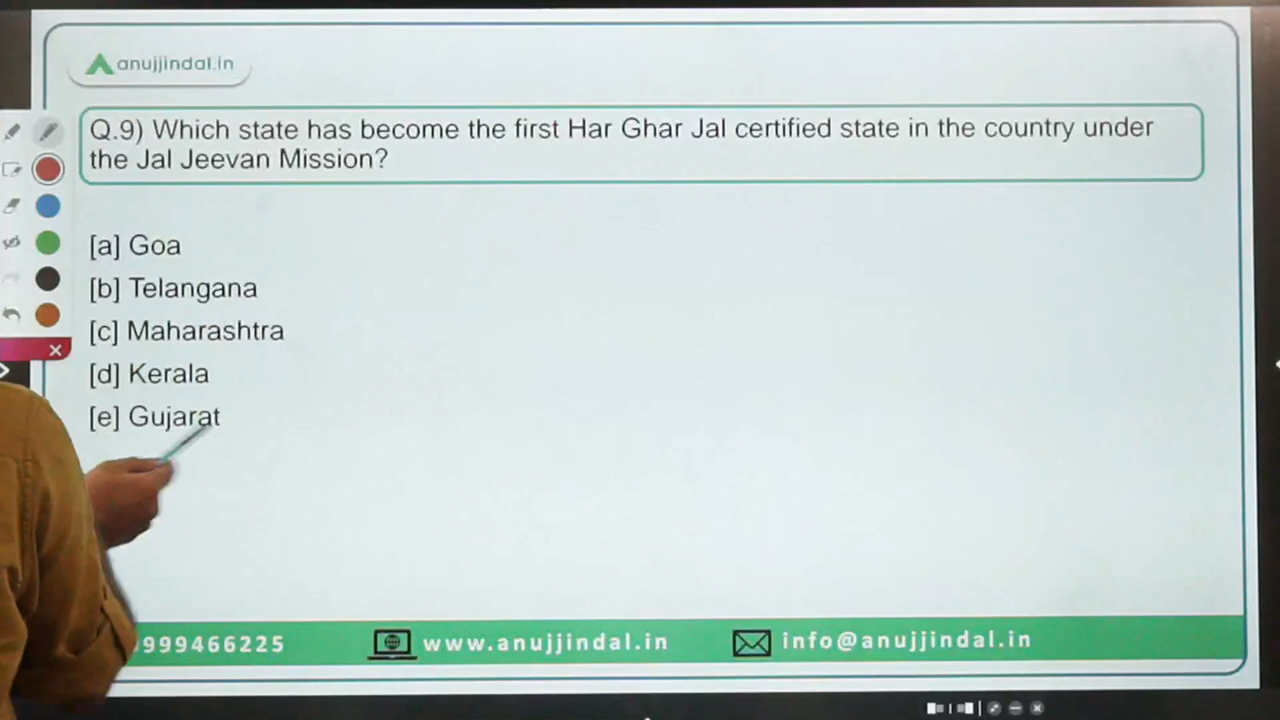 anujjindal.in
Q.9) Which state has become the first Har Ghar Jal certified state in the country under
the Jal Jeevan Mission?
[a] Goa
[b] Telangana
[c] Maharashtra
[d] Kerala
[e] Gujarat
999466225 www.anujjindal.in info@anujjindal.in